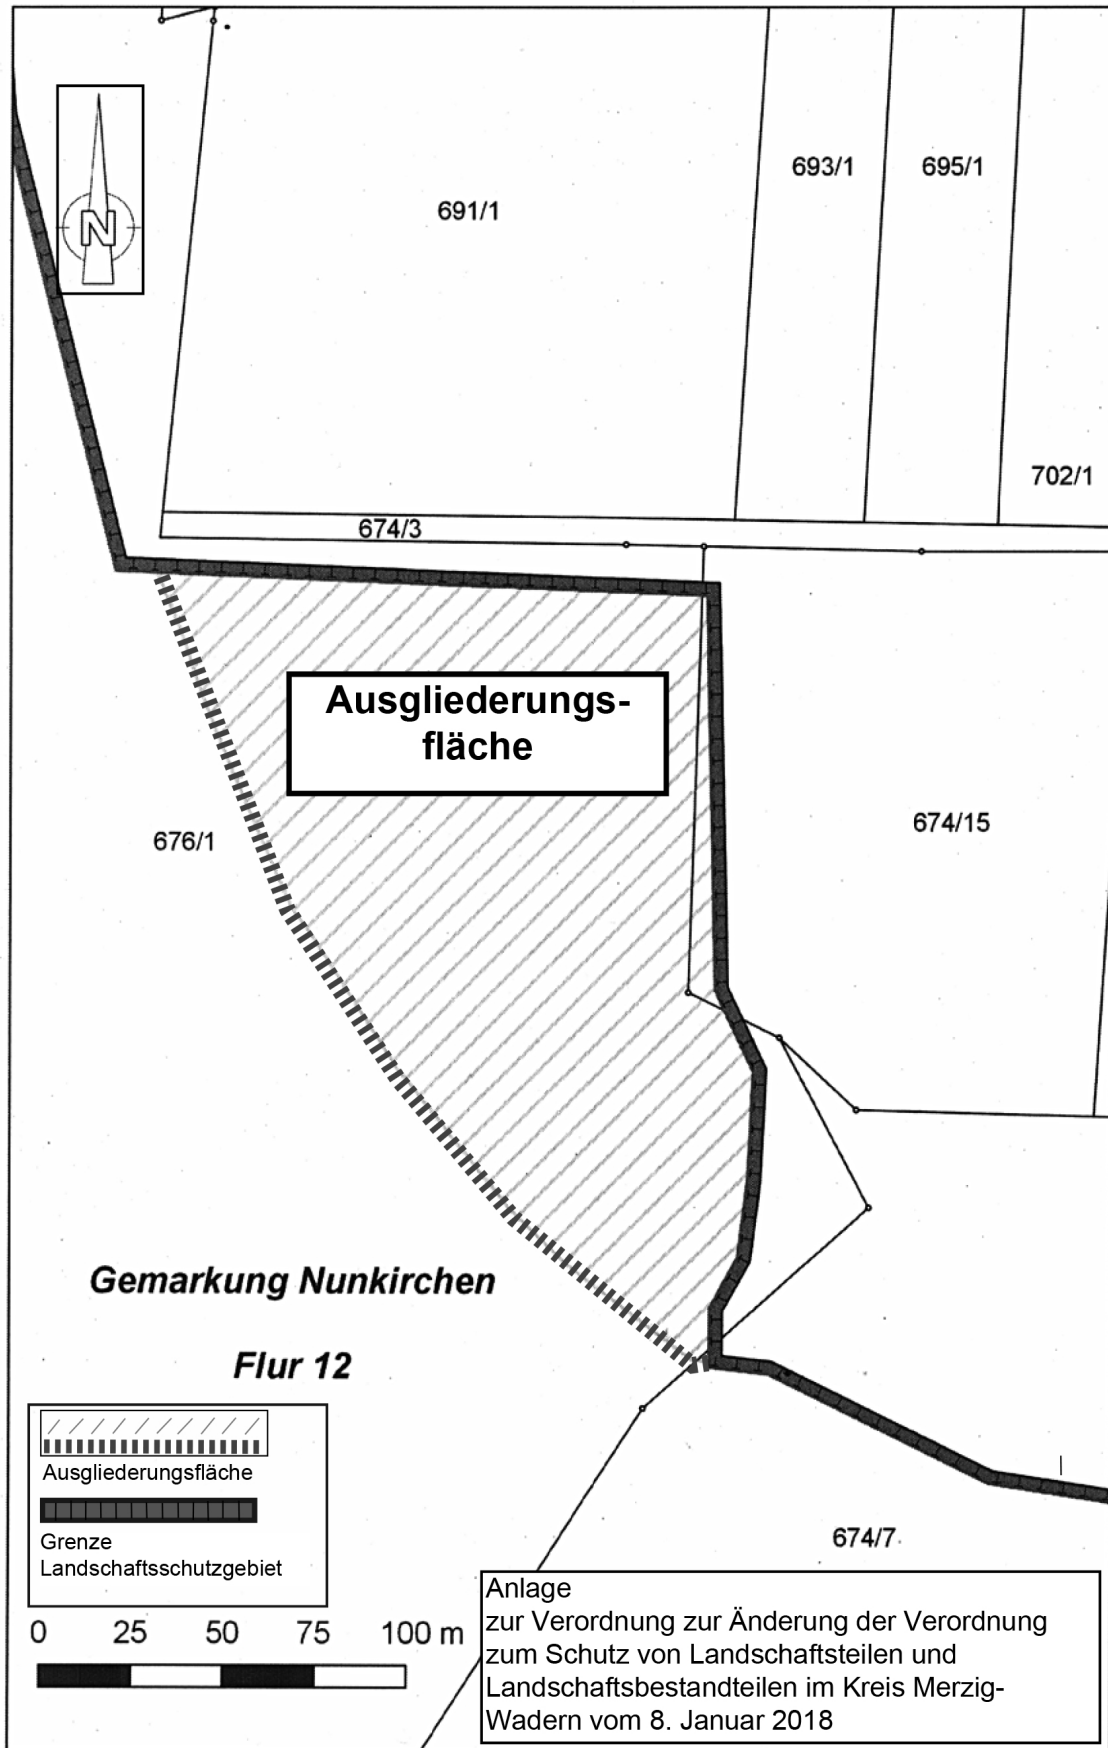 N
691/1
693/1
695/1
702/1
674/3
Ausgliederungs-
fläche
676/1
674/15
Gemarkung Nunkirchen
Flur 12
Ausgliederungsfläche
Grenze
Landschaftsschutzgebiet
674/7
0 25 50 75 100 m
Anlage
zur Verordnung zur Änderung der Verordnung
zum Schutz von Landschaftsteilen und
Landschaftsbestandteilen im Kreis Merzig-
Wadern vom 8. Januar 2018